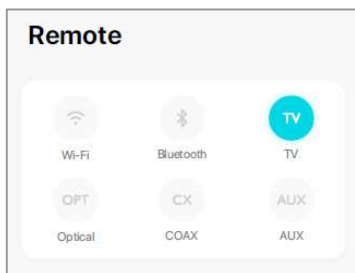 Remote
TV
Wi-Fi Bluetooth TV
OPT CX AUX
Optical COAX AUX